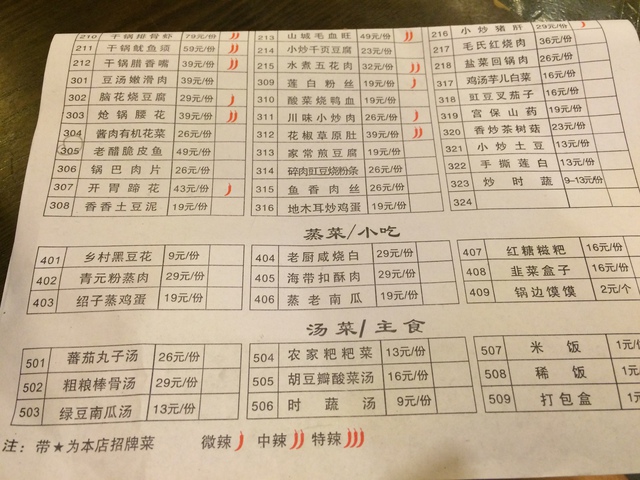 210 干锅排骨虾 79元/份
211 干锅鱿鱼须 59元/份
212 干锅腊香嘴 39元/份
301 豆汤嫩滑肉 39元/份
302 脑花烧豆腐 29元/份
303 炝锅腰花 39元/份
304 酱肉有机花菜 26元/份
305 老醋脆皮鱼 49元/份
306 锅巴肉片 26元/份
307 开胃蹄花 43元/份
308 香香土豆泥 19元/份
213 山城毛血旺 49元/份
214 小炒千页豆腐 23元/份
215 水煮五花肉 32元/份
309 莲白粉丝 19元/份
310 酸菜烧鸭血 19元/份
311 川味小炒肉 26元/份
312 花椒草原肚 39元/份
313 家常煎豆腐 19元/份
314 碎肉豇豆烧粉条 26元/份
315 鱼香肉丝 26元/份
316 地木耳炒鸡蛋 19元/份
216 小炒猪肝 29元/份
217 毛氏红烧肉 36元/份
218 盐菜回锅肉 26元/份
317 鸡汤芋儿白菜 16元/份
318 豇豆叉茄子 16元/份
319 宫保山药 19元/份
320 香炒茶树菇 23元/份
321 小炒土豆 13元/份
322 手撕莲白 13元/份
323 炒时蔬 9-13元/份
324
蒸菜/小吃
401 乡村黑豆花 9元/份
402 青元粉蒸肉 29元/份
403 绍子蒸鸡蛋 19元/份
404 老厨咸烧白 29元/份
405 海带扣酥肉 29元/份
406 蒸老南瓜 19元/份
407 红糖糍粑 16元/份
408 韭菜盒子 16元/份
409 锅边馍馍 2元/个
汤菜/主食
501 蕃茄丸子汤 26元/份
502 粗粮棒骨汤 29元/份
503 绿豆南瓜汤 13元/份
504 农家粑粑菜 13元/份
505 胡豆瓣酸菜汤 16元/份
506 时蔬汤 9元/份
507 米饭 1元/
508 稀饭 1元/
509 打包盒 1元/
注：带★为本店招牌菜 微辣 中辣 特辣